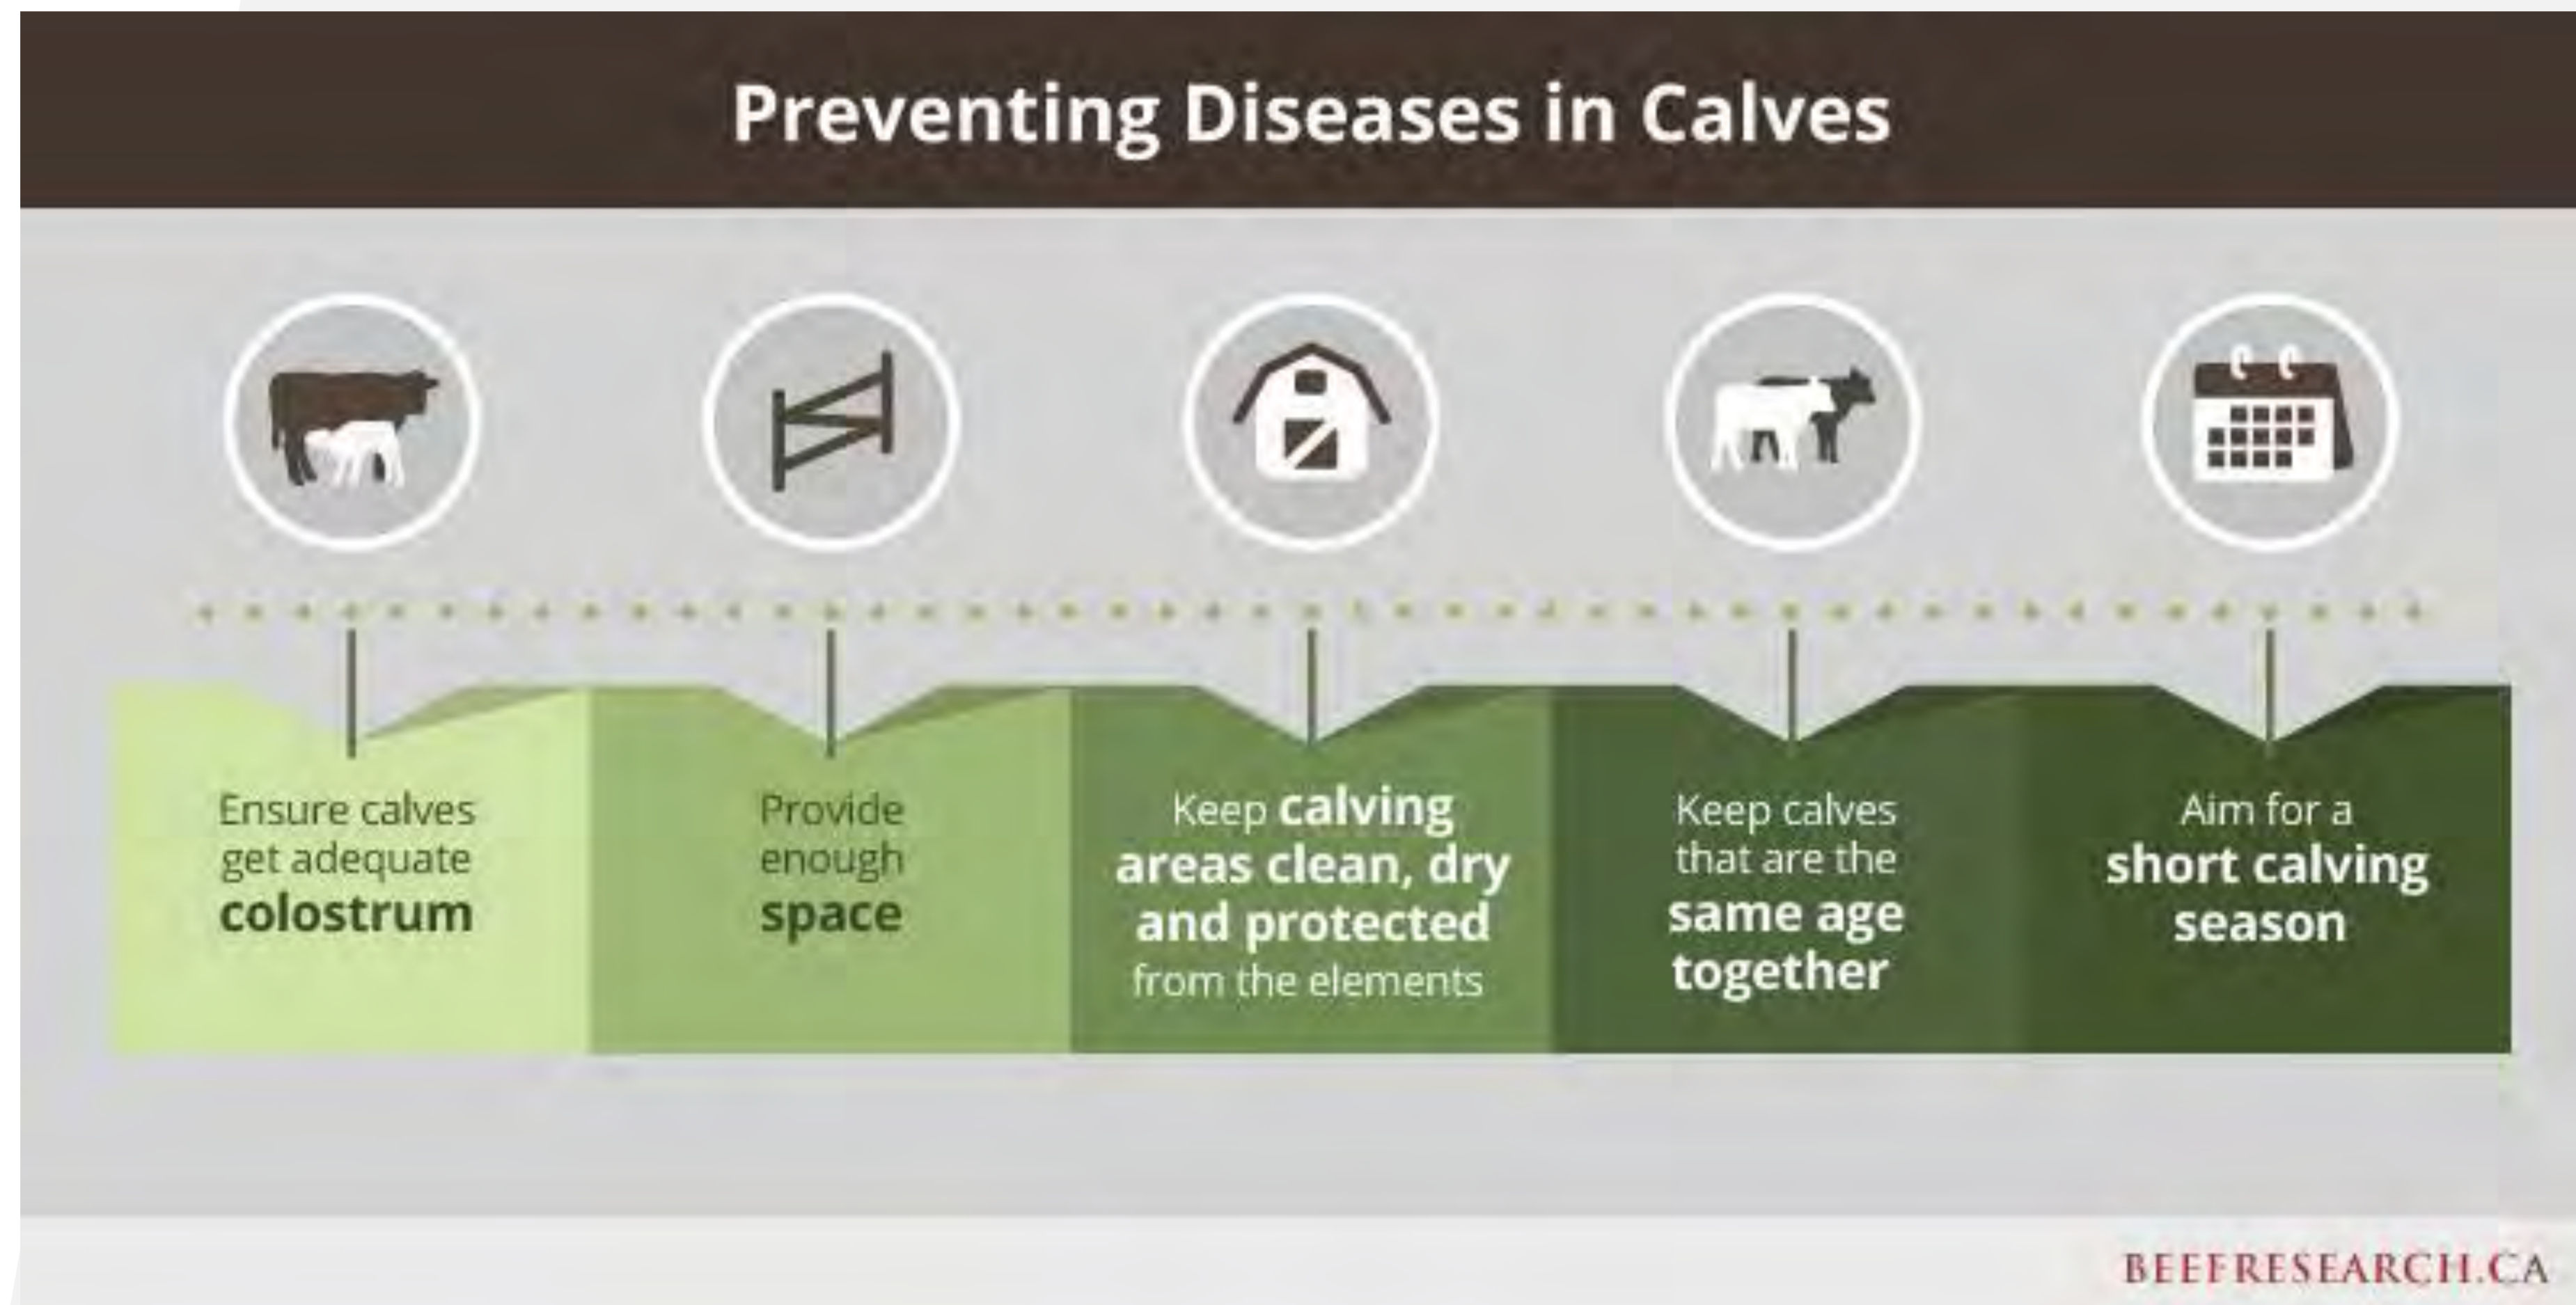 Preventing Diseases in Calves
Ensure calves
get adequate
colostrum
Provide
enough
space
Keep calving
areas clean, dry
and protected
from the elements
Keep calves
that are the
same age
together
Aim for a
short calving
season
BEEFRESEARCH.CA